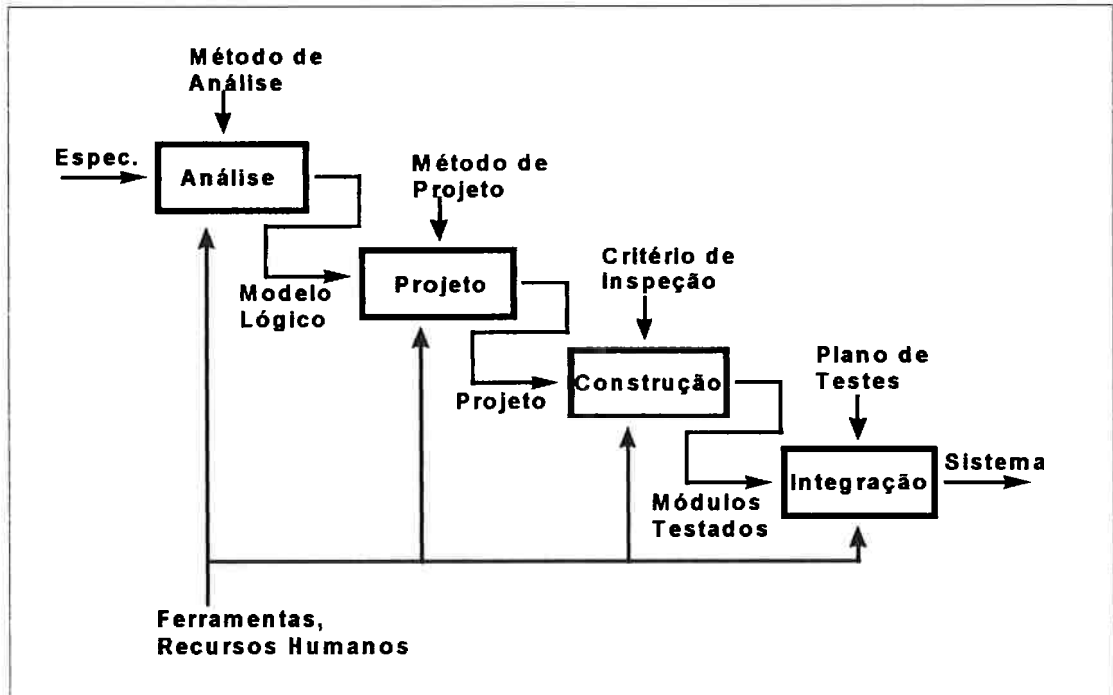 Método de
Análise
Espec.
Análise
Método de
Projeto
Modelo
Lógico
Projeto
Critério de
Inspeção
Projeto
Construção
Plano de
Testes
Módulos
Testados
Integração
Sistema
Ferramentas,
Recursos Humanos